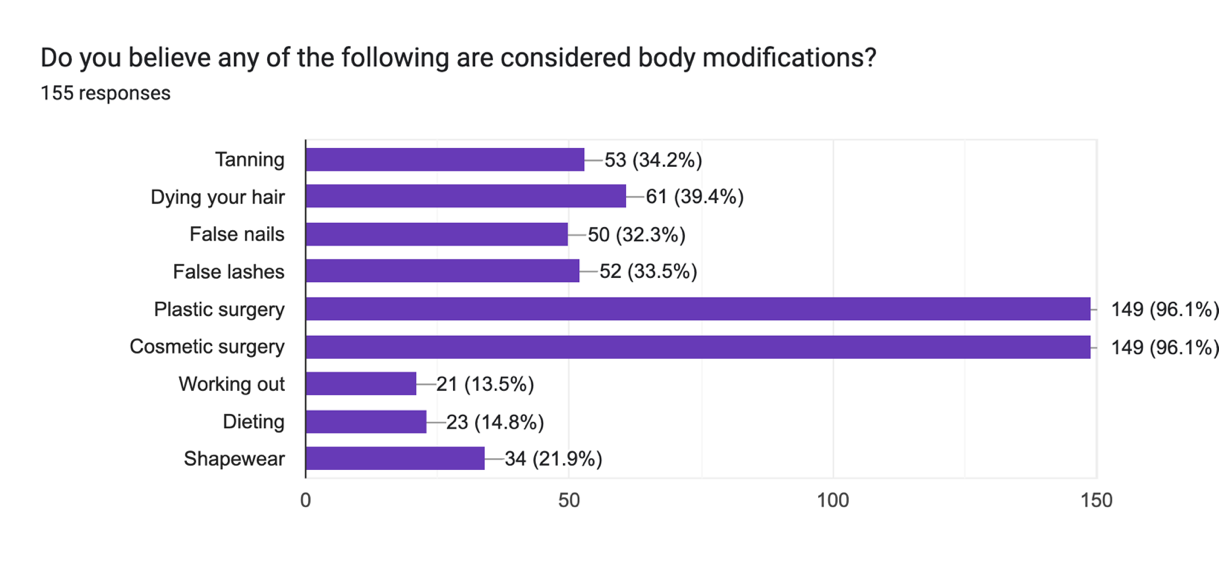 Do you believe any of the following are considered body modifications?
155 responses
Tanning 53 (34.2%)
Dying your hair 61 (39.4%)
False nails 50 (32.3%)
False lashes 52 (33.5%)
Plastic surgery 149 (96.1%)
Cosmetic surgery 149 (96.1%)
Working out 21 (13.5%)
Dieting 23 (14.8%)
Shapewear 34 (21.9%)
0 50 100 150